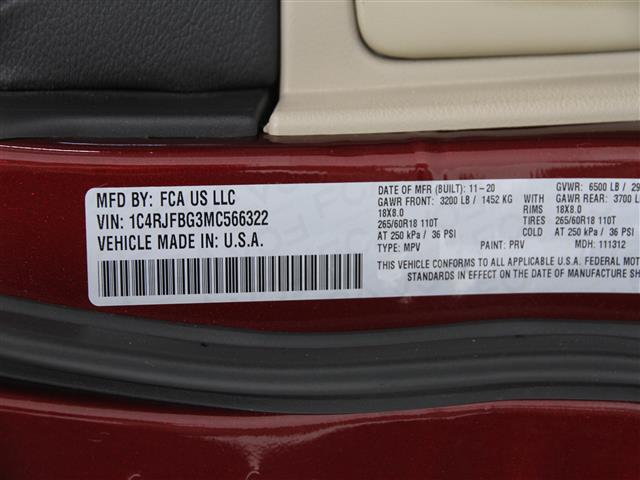 MFD BY: FCA US LLC
VIN: 1C4RJFBG3MC566322
VEHICLE MADE IN: U.S.A.
DATE OF MFR (BUILT): 11-20 GVWR: 6500 LB / 29
GAWR FRONT: 3200 LB / 1452 KG WITH GAWR REAR: 3700 L
18X8.0 RIMS 18X8.0
265/60R18 110T TIRES 265/60R18 110T
AT 250 kPa / 36 PSI COLD AT 250 kPa / 36 PSI
TYPE: MPV PAINT: PRV MDH: 111312
THIS VEHICLE CONFORMS TO ALL APPLICABLE U.S.A. FEDERAL MOT
STANDARDS IN EFFECT ON THE DATE OF MANUFACTURE SH